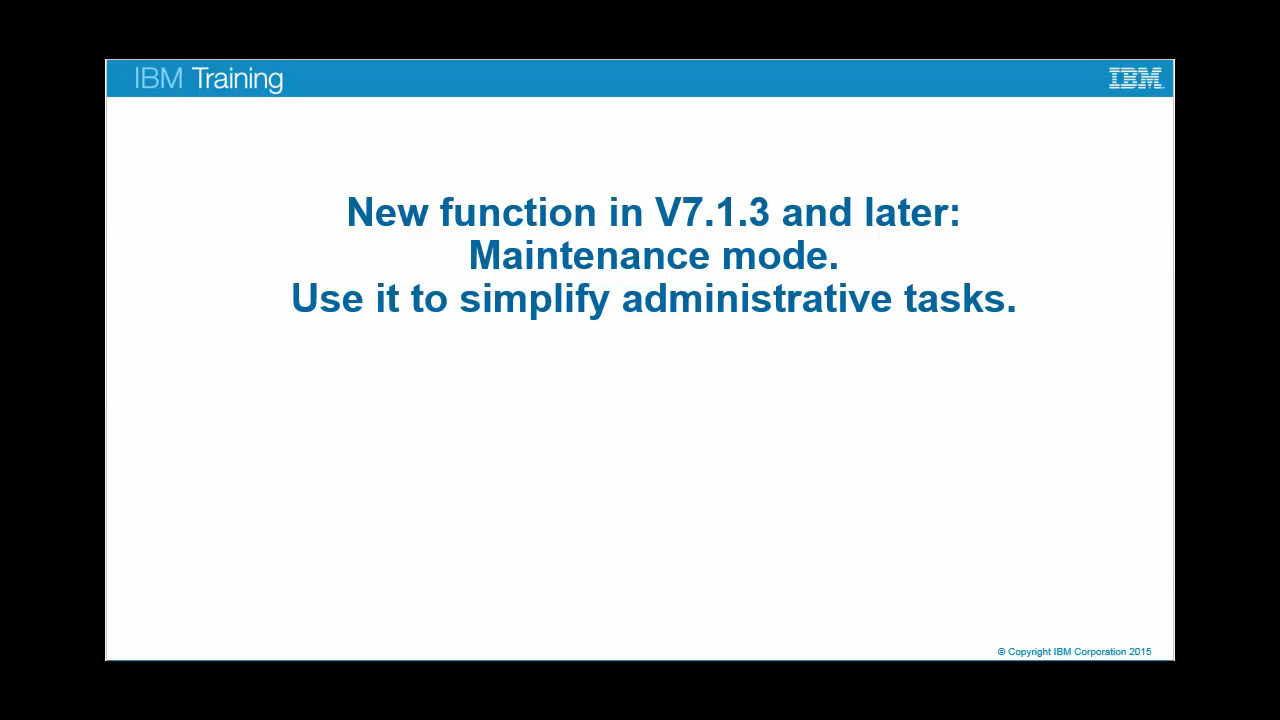 IBM Training
IBM
New function in V7.1.3 and later:
Maintenance mode.
Use it to simplify administrative tasks.
© Copyright IBM Corporation 2015